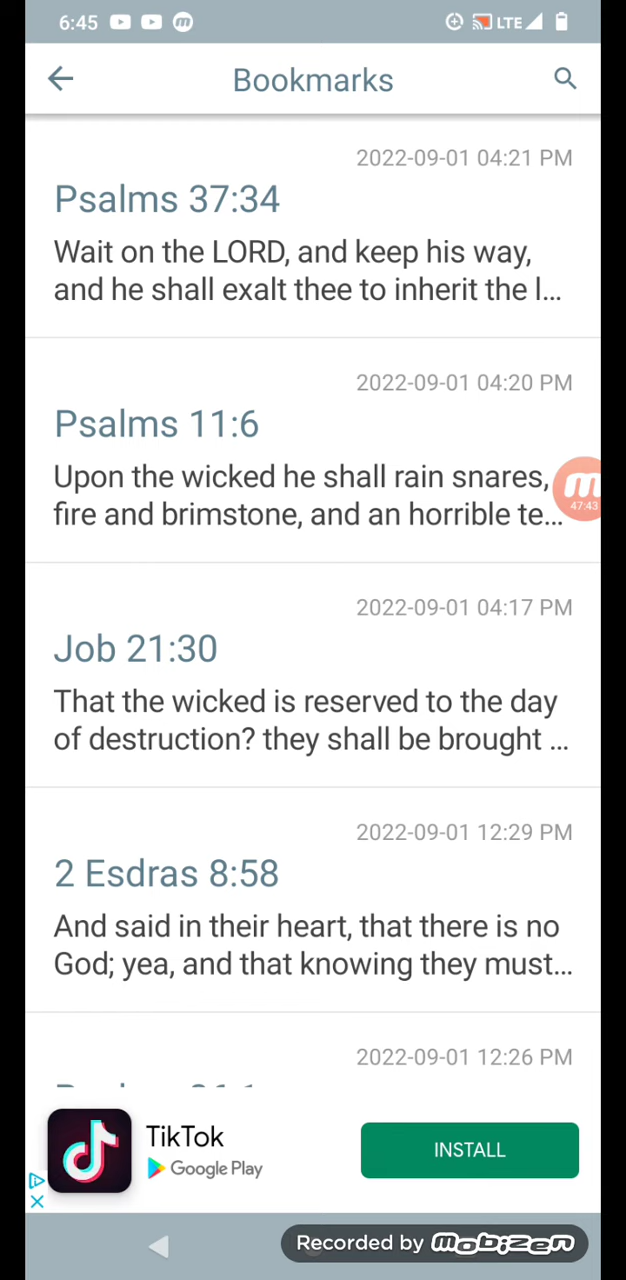 6:45 LTE
Bookmarks
2022-09-01 04:21 PM
Psalms 37:34
Wait on the LORD, and keep his way,
and he shall exalt thee to inherit the l...
2022-09-01 04:20 PM
Psalms 11:6
Upon the wicked he shall rain snares,
fire and brimstone, and an horrible te...
47:43
2022-09-01 04:17 PM
Job 21:30
That the wicked is reserved to the day
of destruction? they shall be brought ...
2022-09-01 12:29 PM
2 Esdras 8:58
And said in their heart, that there is no
God; yea, and that knowing they must...
2022-09-01 12:26 PM
TikTok
Google Play
INSTALL
Recorded by mobizen